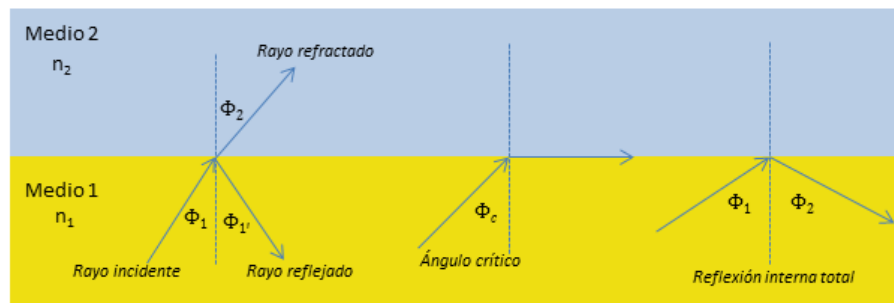 Medio 2
n₂
Rayo refractado
Φ₂
Medio 1
n₁
Φ₁
Φ₁'
Rayo incidente
Rayo reflejado
Φc
Ángulo crítico
Φ₁
Φ₂
Reflexión interna total